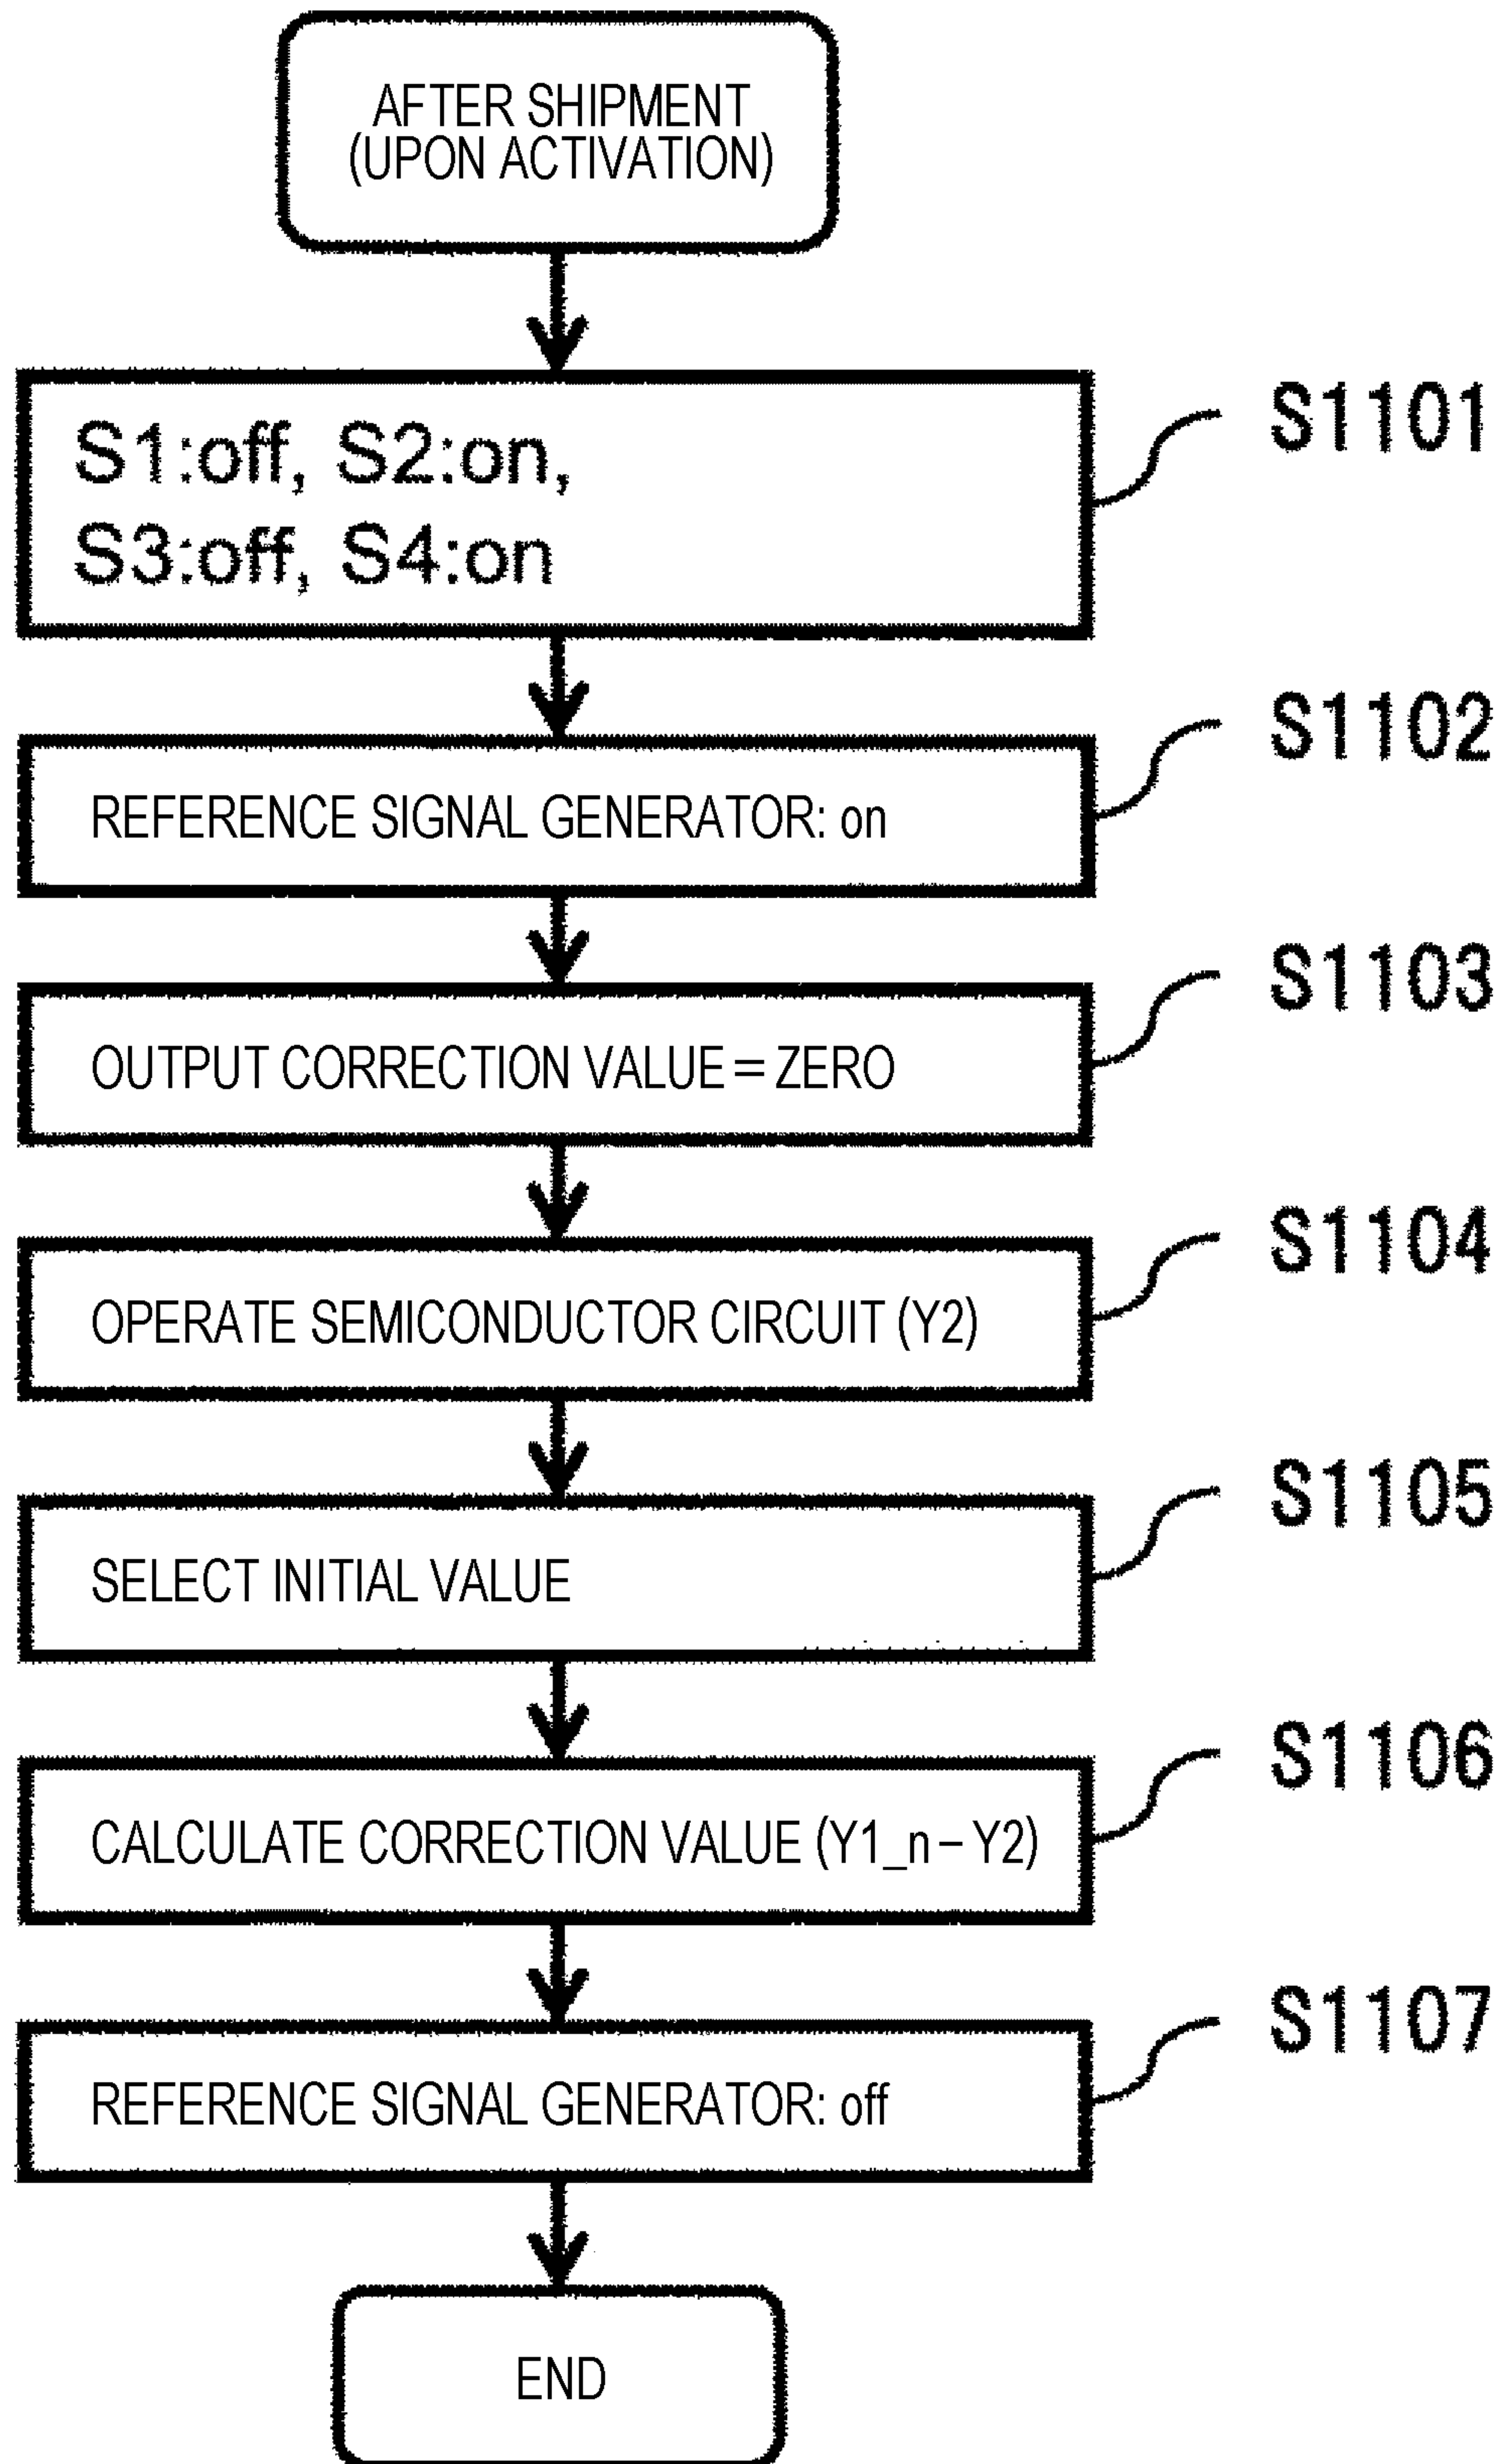 AFTER SHIPMENT
(UPON ACTIVATION)
S1:off, S2:on,
S3:off, S4:on
S1101
REFERENCE SIGNAL GENERATOR: on
S1102
OUTPUT CORRECTION VALUE = ZERO
S1103
OPERATE SEMICONDUCTOR CIRCUIT (Y2)
S1104
SELECT INITIAL VALUE
S1105
CALCULATE CORRECTION VALUE (Y1_n – Y2)
S1106
REFERENCE SIGNAL GENERATOR: off
S1107
END